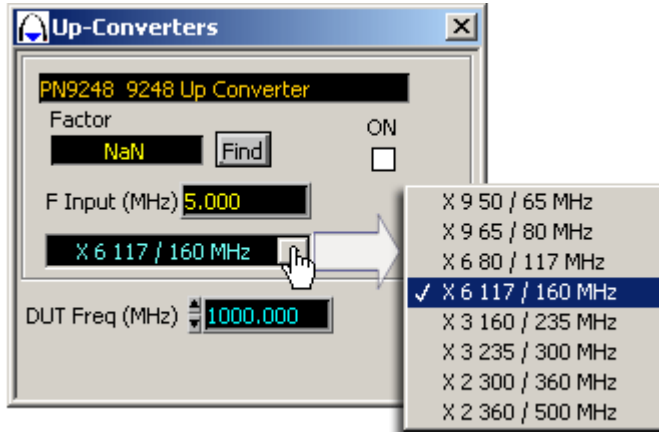 Up-Converters
PN9248 9248 Up Converter
Factor
ON
NaN
Find
F Input (MHz) 5.000
X 6 117 / 160 MHz
DUT Freq (MHz) 1000.000
X 9 50 / 65 MHz
X 9 65 / 80 MHz
X 6 80 / 117 MHz
✓ X 6 117 / 160 MHz
X 3 160 / 235 MHz
X 3 235 / 300 MHz
X 2 300 / 360 MHz
X 2 360 / 500 MHz